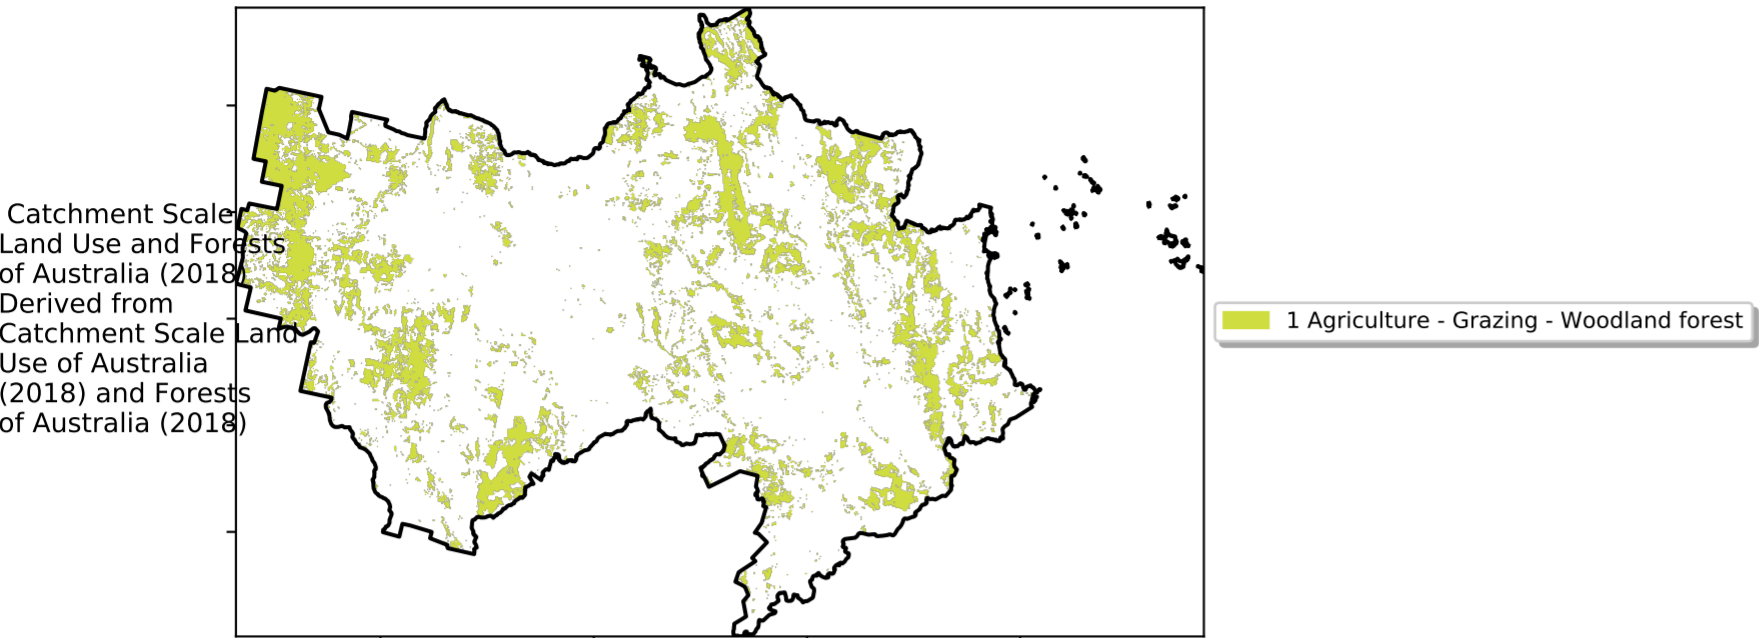 Catchment Scale
Land Use and Forests
of Australia (2018)
Derived from
Catchment Scale Land
Use of Australia
(2018) and Forests
of Australia (2018)
1 Agriculture - Grazing - Woodland forest